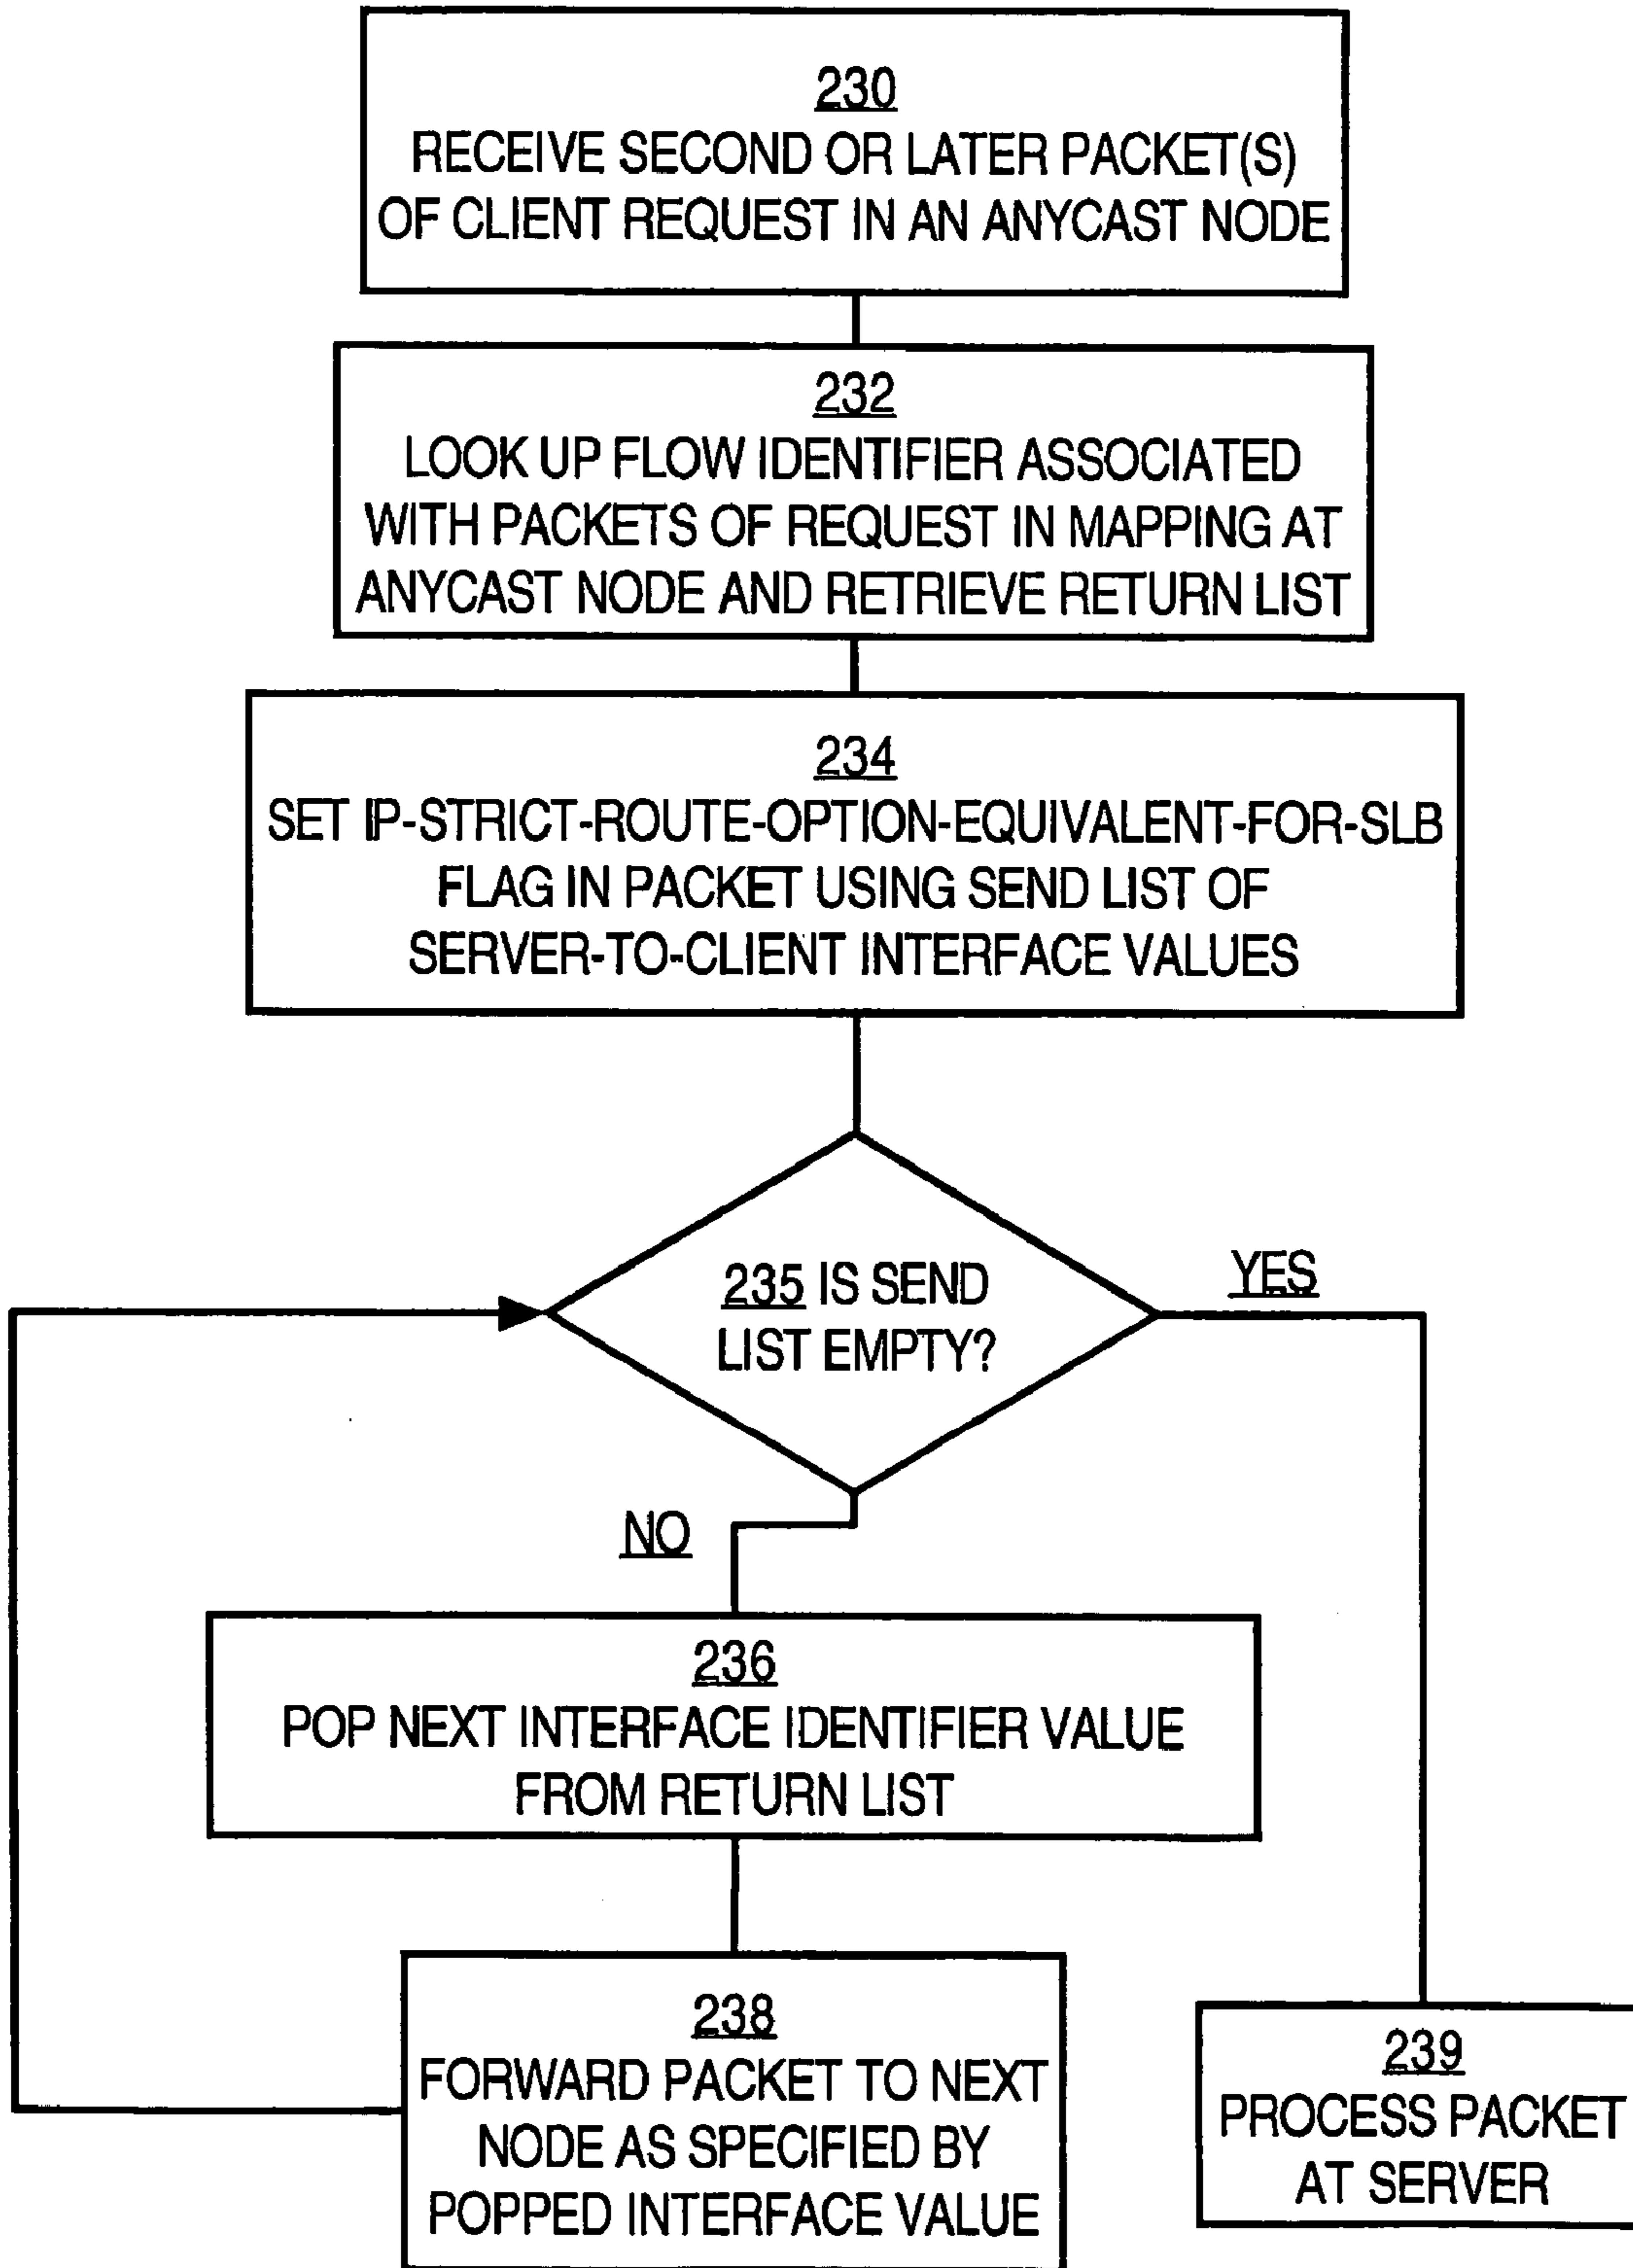 230
RECEIVE SECOND OR LATER PACKET(S)
OF CLIENT REQUEST IN AN ANYCAST NODE
232
LOOK UP FLOW IDENTIFIER ASSOCIATED
WITH PACKETS OF REQUEST IN MAPPING AT
ANYCAST NODE AND RETRIEVE RETURN LIST
234
SET IP-STRICT-ROUTE-OPTION-EQUIVALENT-FOR-SLB
FLAG IN PACKET USING SEND LIST OF
SERVER-TO-CLIENT INTERFACE VALUES
235 IS SEND
LIST EMPTY?
YES
NO
236
POP NEXT INTERFACE IDENTIFIER VALUE
FROM RETURN LIST
238
FORWARD PACKET TO NEXT
NODE AS SPECIFIED BY
POPPED INTERFACE VALUE
239
PROCESS PACKET
AT SERVER